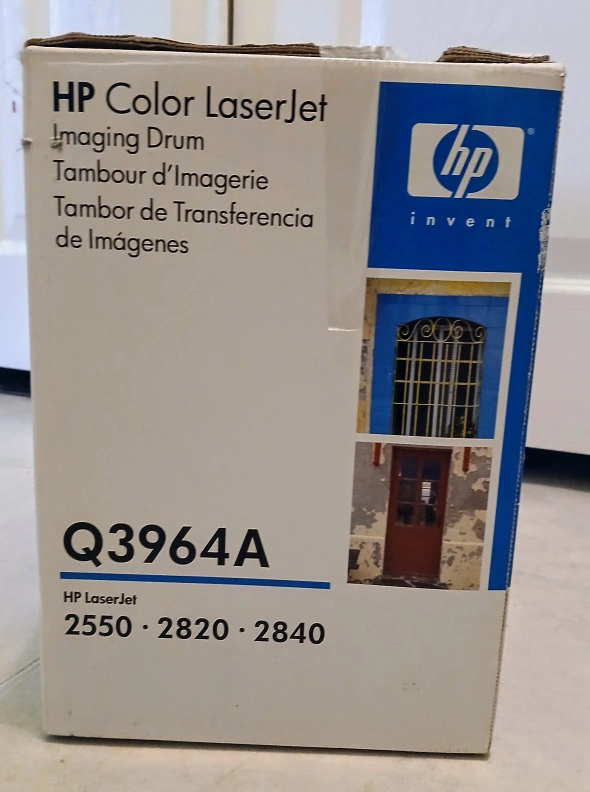 HP Color LaserJet
Imaging Drum
Tambour d'Imagerie
Tambor de Transferencia
de Imágenes
hp
®
invent
Q3964A
HP LaserJet
2550 · 2820 · 2840